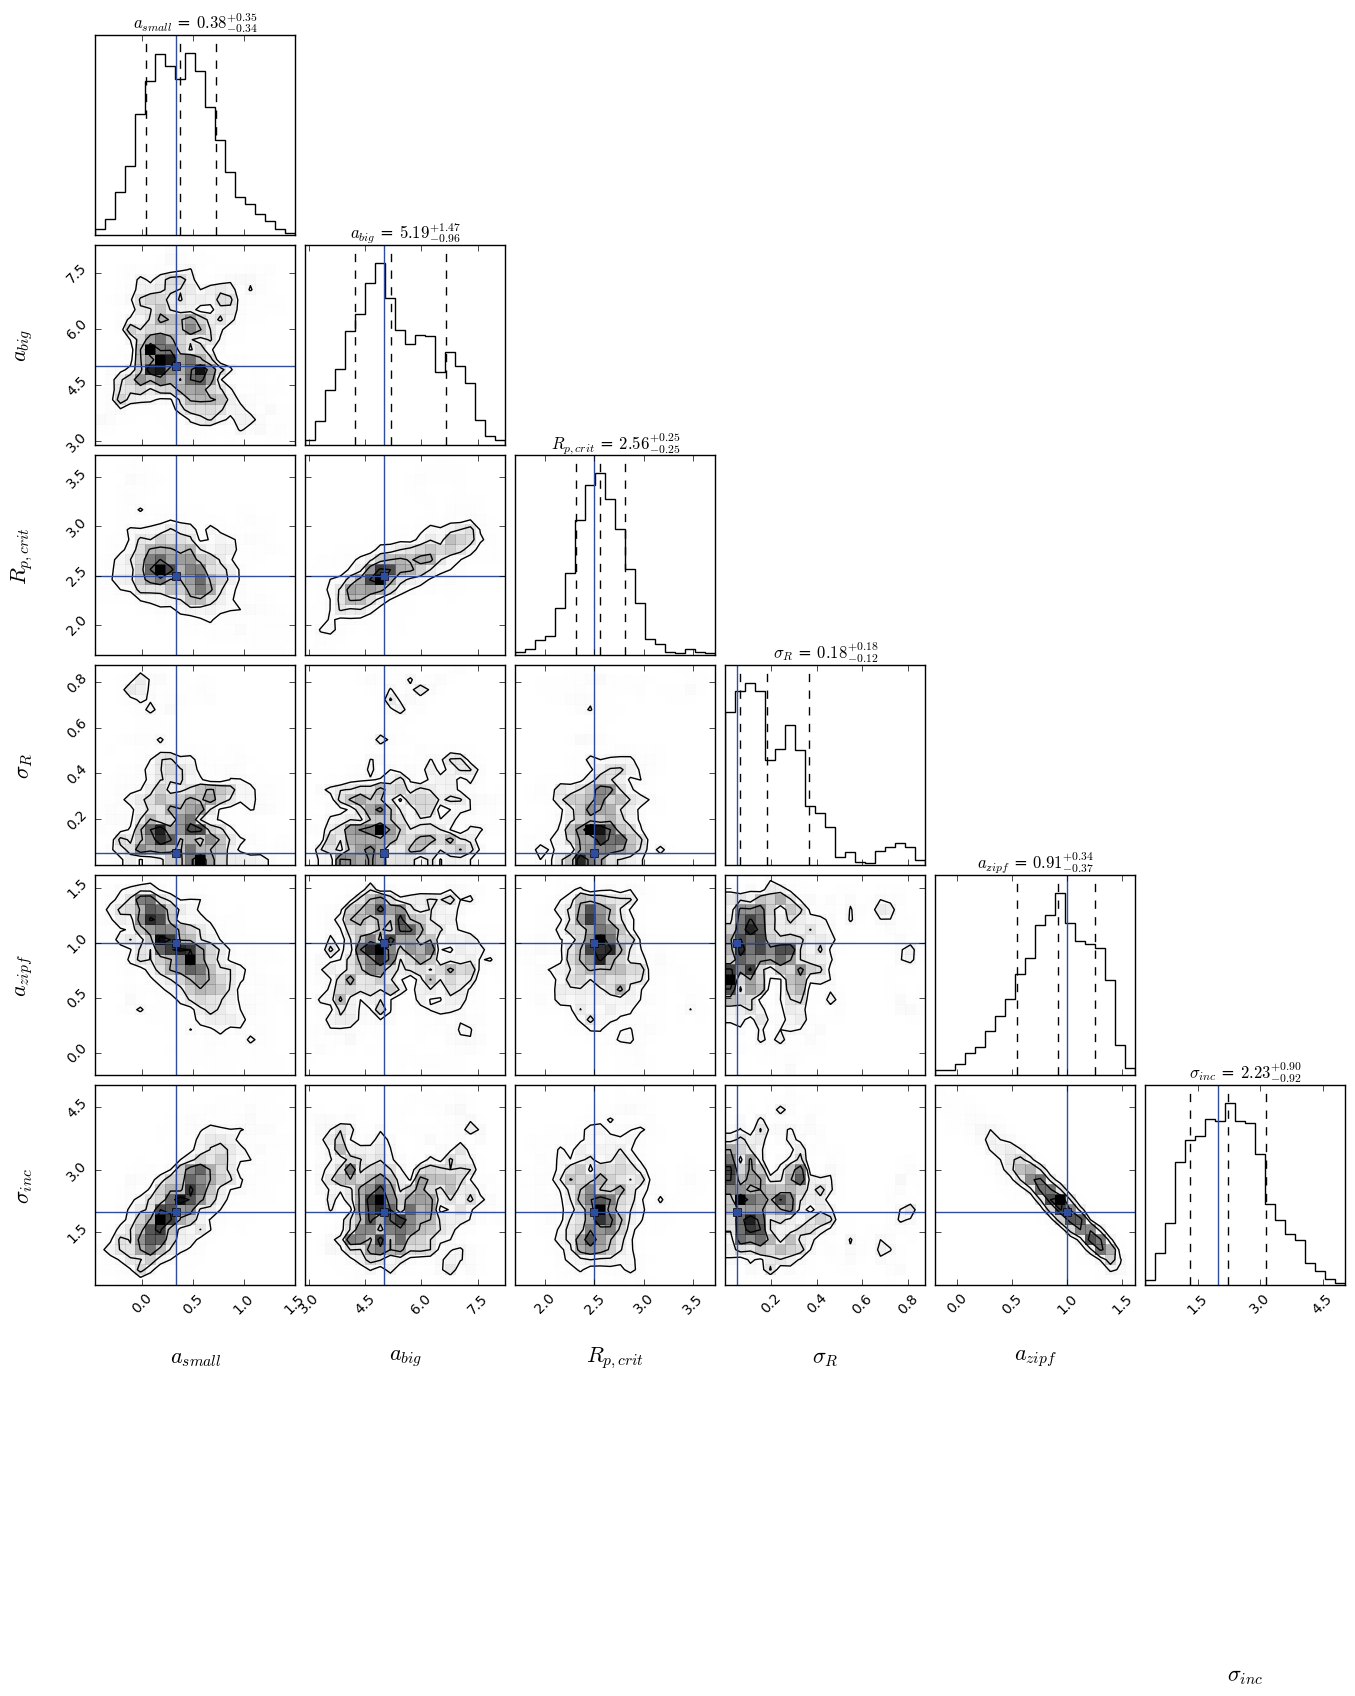 a_small = 0.38 +0.35 −0.34
a_big = 5.19 +1.47 −0.96
7.5
6.0
4.5
3.0
a_big
R_p,crit = 2.56 +0.25 −0.25
3.5
3.0
2.5
2.0
R_p,crit
σ_R = 0.18 +0.18 −0.12
0.8
0.6
0.4
0.2
σ_R
a_zipf = 0.91 +0.34 −0.37
1.5
1.0
0.5
0.0
a_zipf
σ_inc = 2.23 +0.90 −0.92
4.5
3.0
1.5
σ_inc
0.0 0.5 1.0 1.5 3.0 4.5 6.0 7.5 2.0 2.5 3.0 3.5 0.2 0.4 0.6 0.8 0.0 0.5 1.0 1.5 1.5 3.0 4.5
a_small a_big R_p,crit σ_R a_zipf
σ_inc